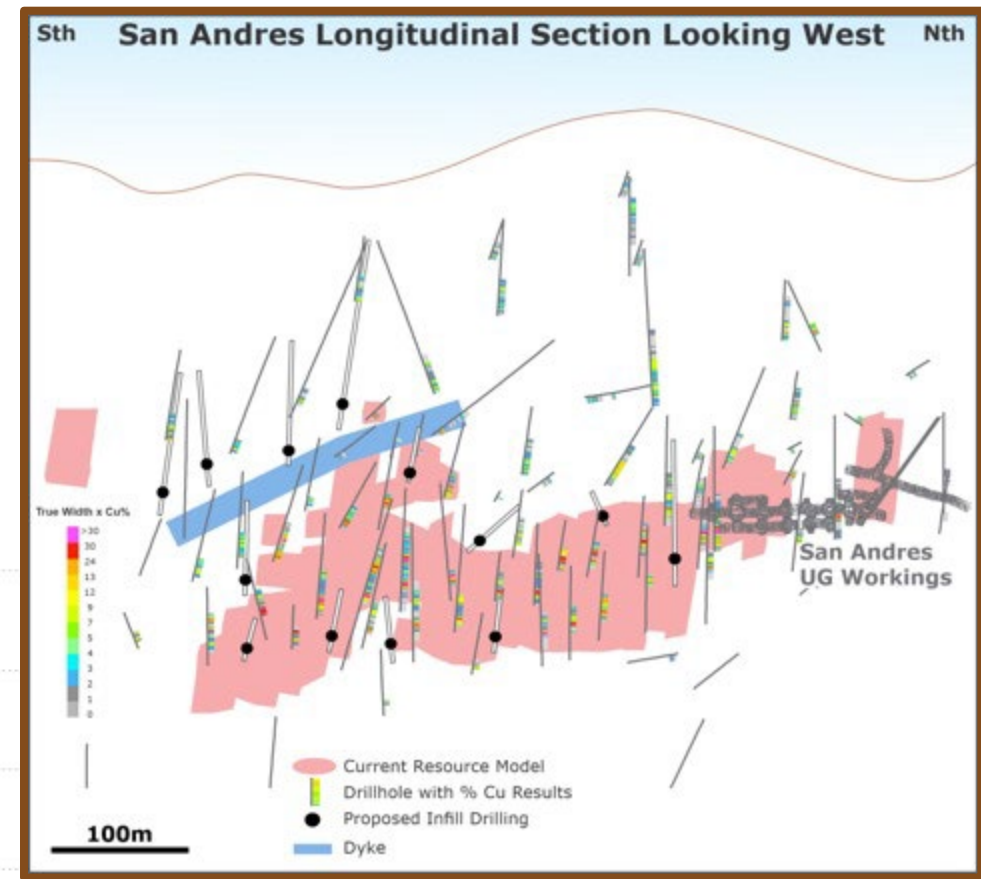 Sth
San Andres Longitudinal Section Looking West
Nth
True Width x Cu%
>30
30
24
13
12
9
7
5
4
3
2
1
0
San Andres
UG Workings
Current Resource Model
Drillhole with % Cu Results
Proposed Infill Drilling
Dyke
100m